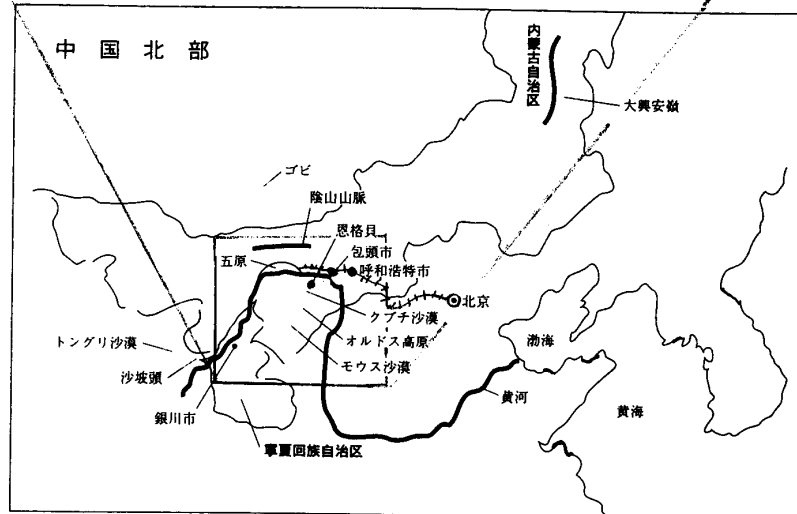 中国北部
内蒙古自治区
大興安嶺
ゴビ
陰山山脈
恩格貝
包頭市
五原
呼和浩特市
北京
クブチ沙漠
オルドス高原
モウス沙漠
トングリ沙漠
沙坡頭
銀川市
寧夏回族自治区
渤海
黄河
黄海